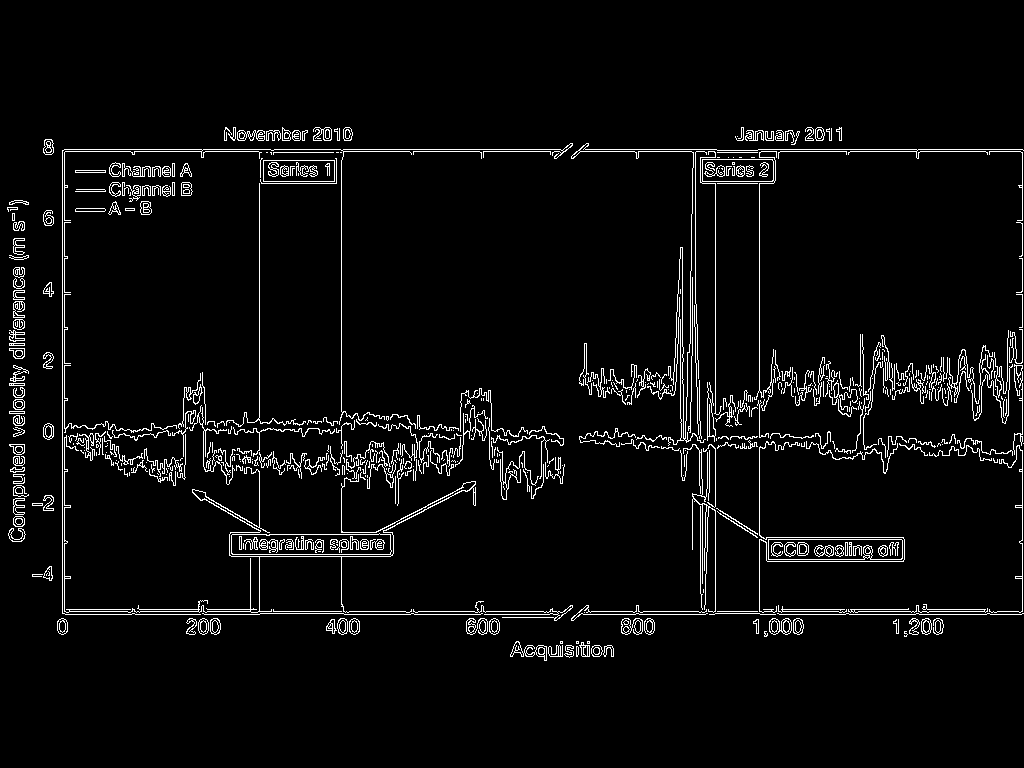 November 2010
January 2011
8
Channel A
Channel B
A – B
Series 1
Series 2
6
4
2
0
−2
−4
Computed velocity difference (m s⁻¹)
Integrating sphere
CCD cooling off
0
200
400
600
800
1,000
1,200
Acquisition